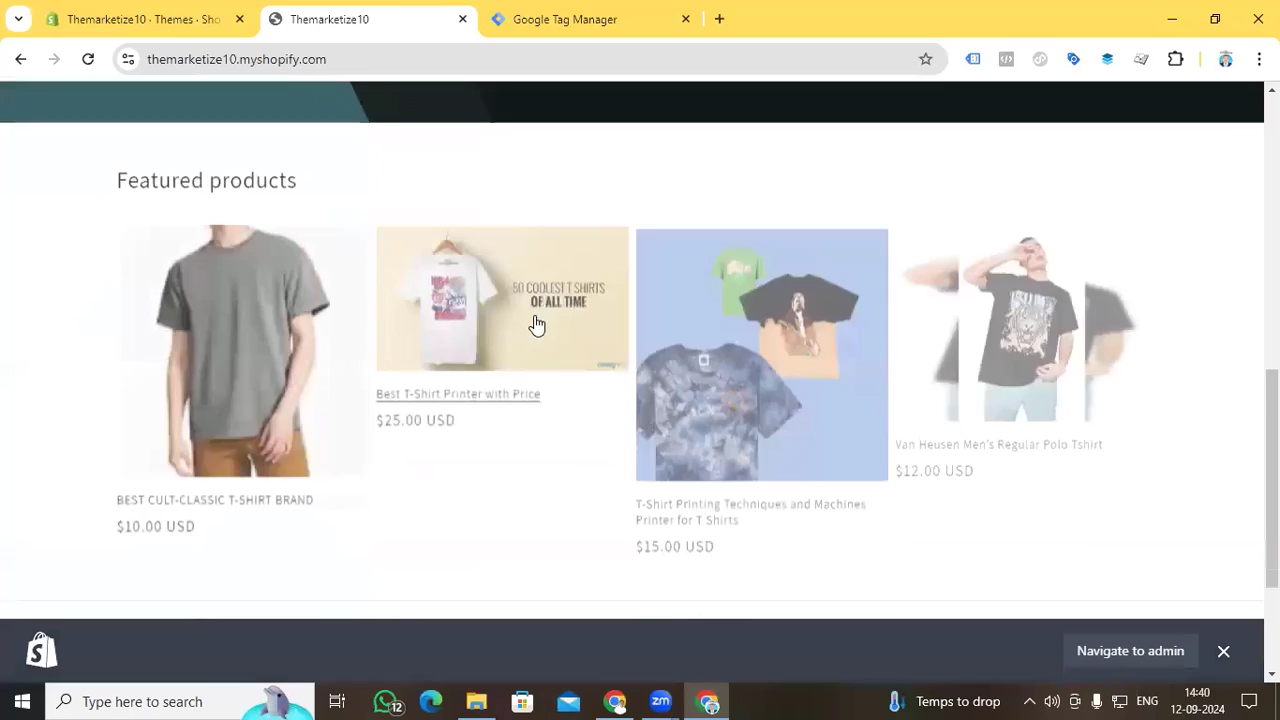 Themarketize10 · Themes · Sho
Themarketize10
Google Tag Manager
themarketize10.myshopify.com
Featured products
50 COOLEST T SHIRTS
OF ALL TIME
BEST CULT-CLASSIC T-SHIRT BRAND
$10.00 USD
Best T-Shirt Printer with Price
$25.00 USD
T-Shirt Printing Techniques and Machines
Printer for T Shirts
$15.00 USD
Van Heusen Men's Regular Polo Tshirt
$12.00 USD
Navigate to admin
Type here to search
12
Temps to drop
ENG
14:40
12-09-2024